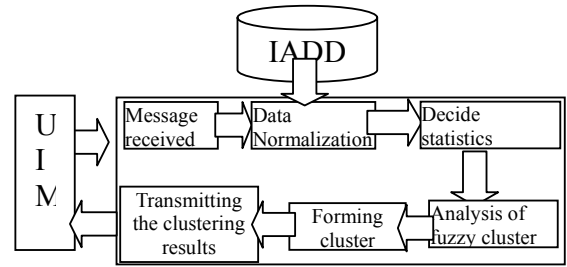 IADD
U
I
M
Message
received
Data
Normalization
Decide
statistics
Transmitting
the clustering
results
Forming
cluster
Analysis of
fuzzy cluster